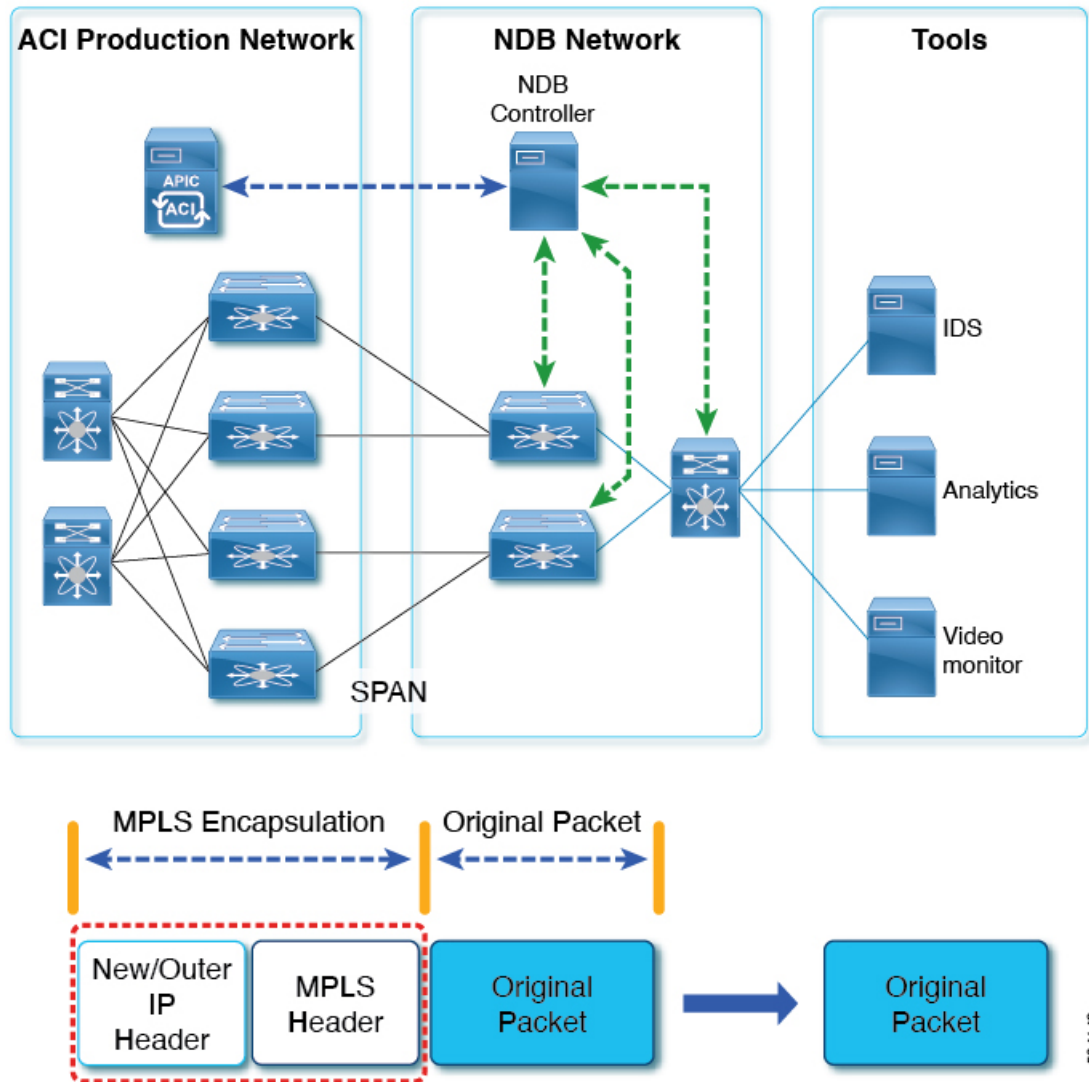 ACI Production Network
NDB Network
Tools
NDB
Controller
APIC
ACI
IDS
Analytics
Video
monitor
SPAN
MPLS Encapsulation
Original Packet
New/Outer
IP
Header
MPLS
Header
Original
Packet
Original
Packet